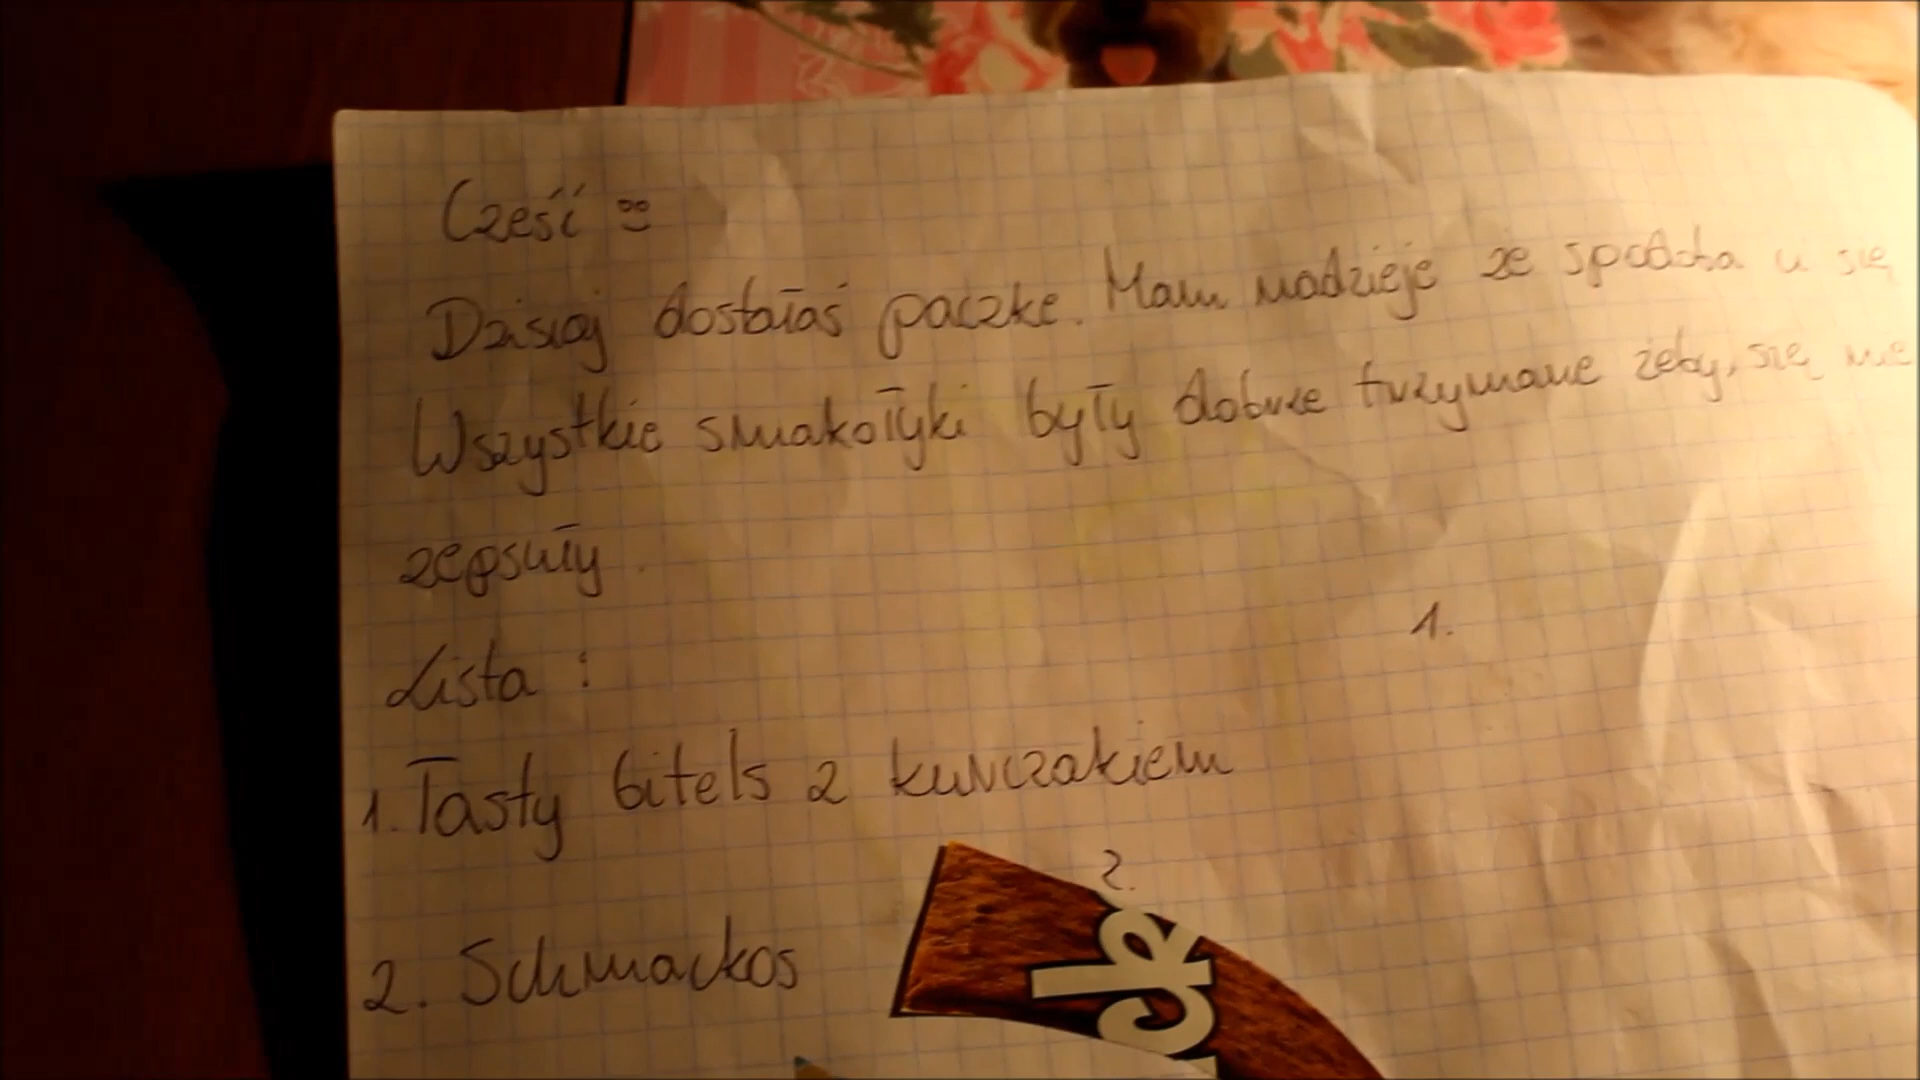 Cześć
Dzisiaj dostałaś paczke. Mam nadzieje że spodoba ci się
Wszystkie smakołyki były dobrze trzymane żeby, się nie
zepsuły.
Lista :
1.
1. Tasty bitels z kurczakiem
2.
2. Schmackos
ck